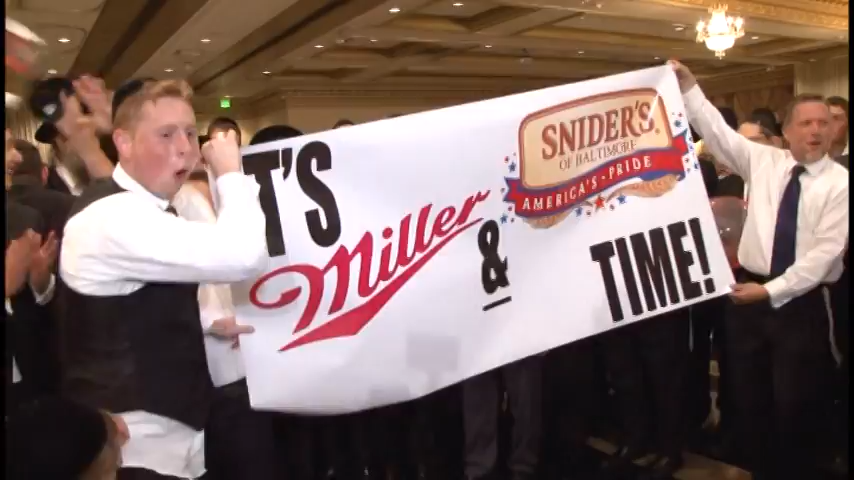 T'S
Miller
&
SNIDER'S
OF BALTIMORE
AMERICA'S • PRIDE
TIME!